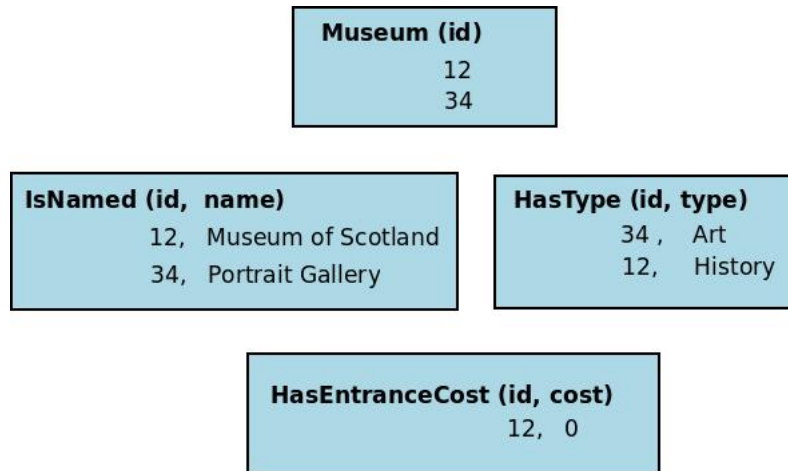 Museum (id)
12
34
IsNamed (id, name)
12, Museum of Scotland
34, Portrait Gallery
HasType (id, type)
34 , Art
12, History
HasEntranceCost (id, cost)
12, 0